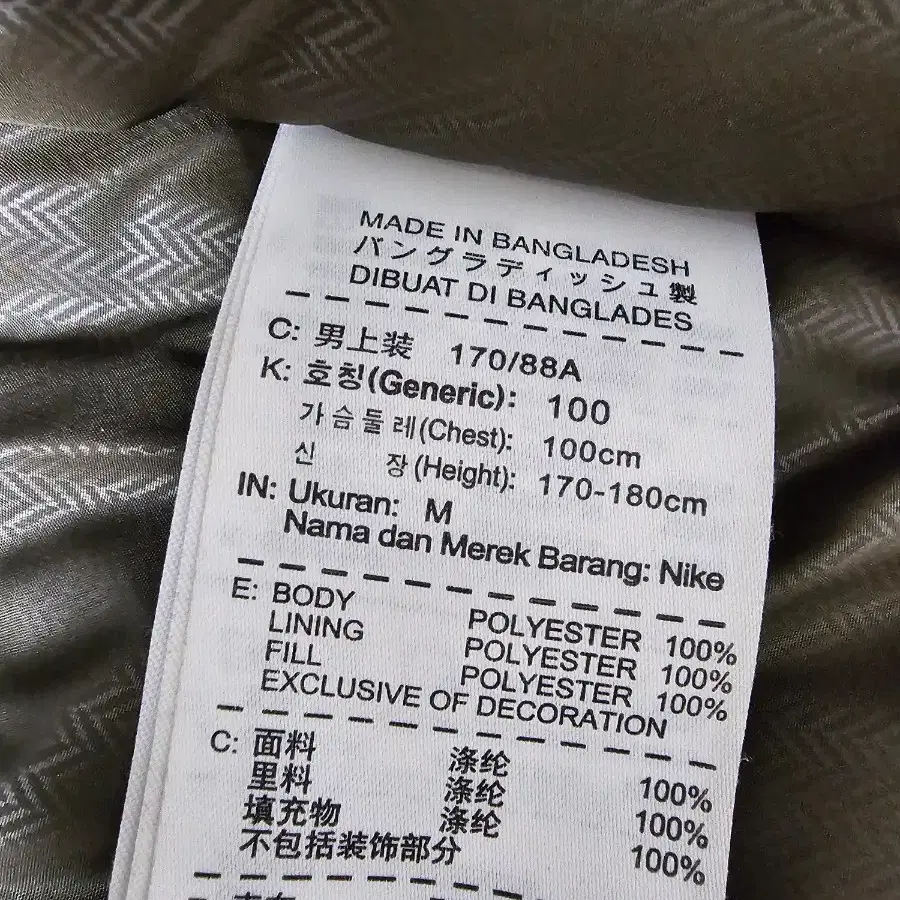 MADE IN BANGLADESH
バングラディッシュ製
DIBUAT DI BANGLADES
C: 男上装 170/88A
K: 호칭(Generic): 100
가슴둘레(Chest): 100cm
신 장(Height): 170-180cm
IN: Ukuran: M
Nama dan Merek Barang: Nike
E: BODY POLYESTER 100%
LINING POLYESTER 100%
FILL POLYESTER 100%
EXCLUSIVE OF DECORATION
C: 面料 涤纶 100%
里料 涤纶 100%
填充物 涤纶 100%
不包括装饰部分